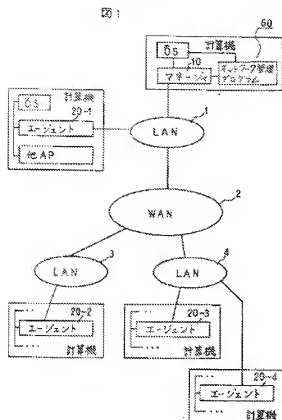 図1
60
計算機
OS
10
マネージャ
ネットワーク管理
プログラム
計算機
OS
20-1
エージェント
他AP
1
LAN
2
WAN
3
LAN
4
LAN
20-2
エージェント
計算機
20-3
エージェント
計算機
20-4
エージェント
計算機